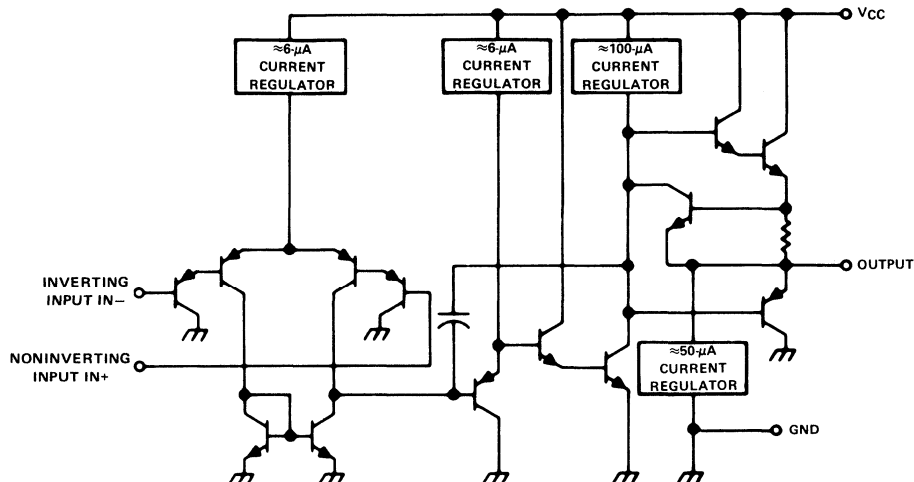 VCC
≈6-µA
CURRENT
REGULATOR
≈6-µA
CURRENT
REGULATOR
≈100-µA
CURRENT
REGULATOR
INVERTING
INPUT IN−
OUTPUT
NONINVERTING
INPUT IN+
≈50-µA
CURRENT
REGULATOR
GND